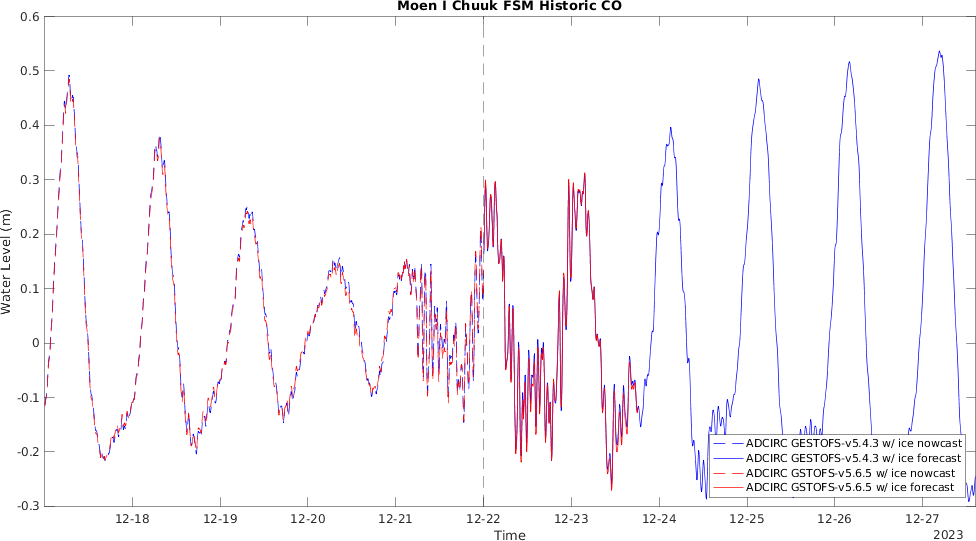 Moen I Chuuk FSM Historic CO
0.6
0.5
0.4
0.3
0.2
0.1
0
-0.1
-0.2
-0.3
Water Level (m)
12-18 12-19 12-20 12-21 12-22 12-23 12-24 12-25 12-26 12-27
Time
2023
ADCIRC GESTOFS-v5.4.3 w/ ice nowcast
ADCIRC GESTOFS-v5.4.3 w/ ice forecast
ADCIRC GSTOFS-v5.6.5 w/ ice nowcast
ADCIRC GSTOFS-v5.6.5 w/ ice forecast